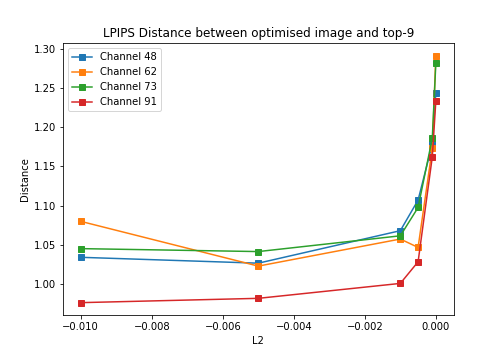 LPIPS Distance between optimised image and top-9
Channel 48
Channel 62
Channel 73
Channel 91
Distance
1.30
1.25
1.20
1.15
1.10
1.05
1.00
−0.010
−0.008
−0.006
−0.004
−0.002
0.000
L2